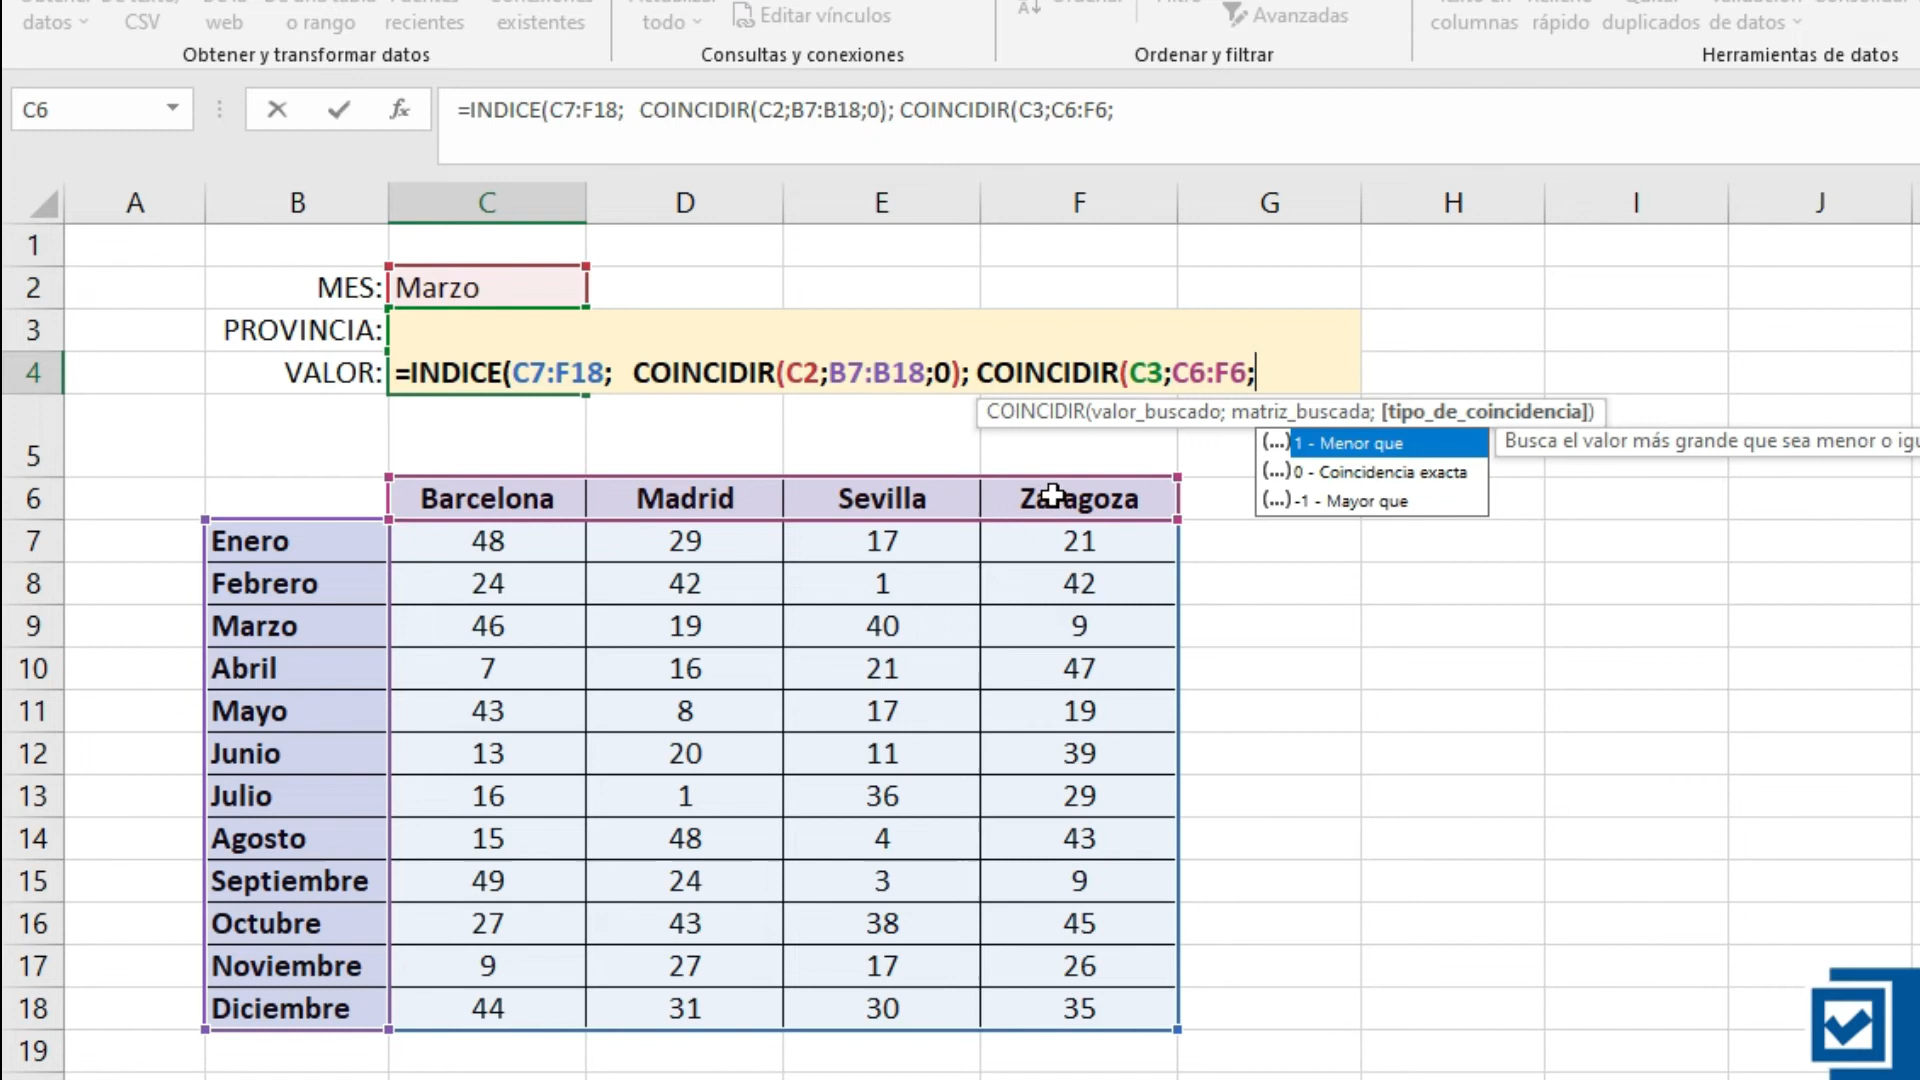 datos CSV web o rango recientes existentes todo Editar vínculos Avanzadas columnas rápido duplicados de datos
Obtener y transformar datos Consultas y conexiones Ordenar y filtrar Herramientas de datos
C6 fx =INDICE(C7:F18;   COINCIDIR(C2;B7:B18;0); COINCIDIR(C3;C6:F6;
A B C D E F G H I J
1
2 MES: Marzo
3 PROVINCIA:
4 VALOR: =INDICE(C7:F18;   COINCIDIR(C2;B7:B18;0); COINCIDIR(C3;C6:F6;
COINCIDIR(valor_buscado; matriz_buscada; [tipo_de_coincidencia])
(...) 1 - Menor que Busca el valor más grande que sea menor o
(...) 0 - Coincidencia exacta
(...) -1 - Mayor que
5
6 Barcelona Madrid Sevilla Zaragoza
7 Enero 48 29 17 21
8 Febrero 24 42 1 42
9 Marzo 46 19 40 9
10 Abril 7 16 21 47
11 Mayo 43 8 17 19
12 Junio 13 20 11 39
13 Julio 16 1 36 29
14 Agosto 15 48 4 43
15 Septiembre 49 24 3 9
16 Octubre 27 43 38 45
17 Noviembre 9 27 17 26
18 Diciembre 44 31 30 35
19